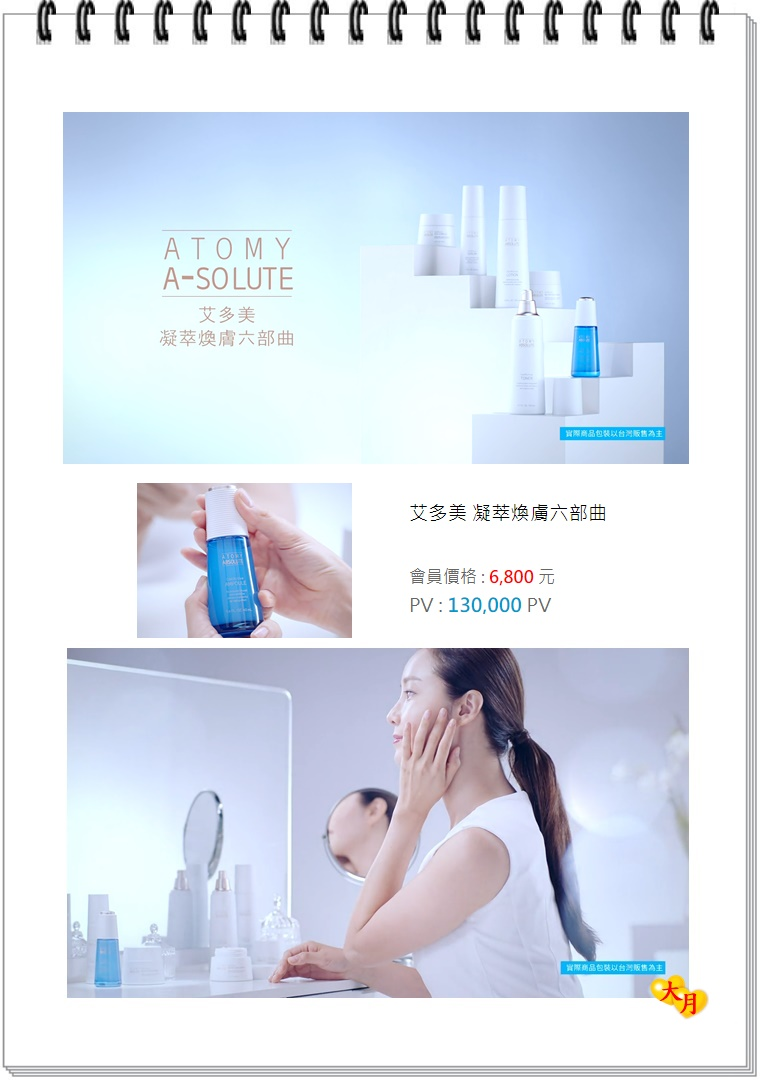 ATOMY
A-SOLUTE
艾多美
凝萃煥膚六部曲
實際商品包裝以台灣販售為主
ATOMY
ABSOLUTE
AMPOULE
艾多美 凝萃煥膚六部曲
會員價格 : 6,800 元
PV : 130,000 PV
實際商品包裝以台灣販售為主
大月